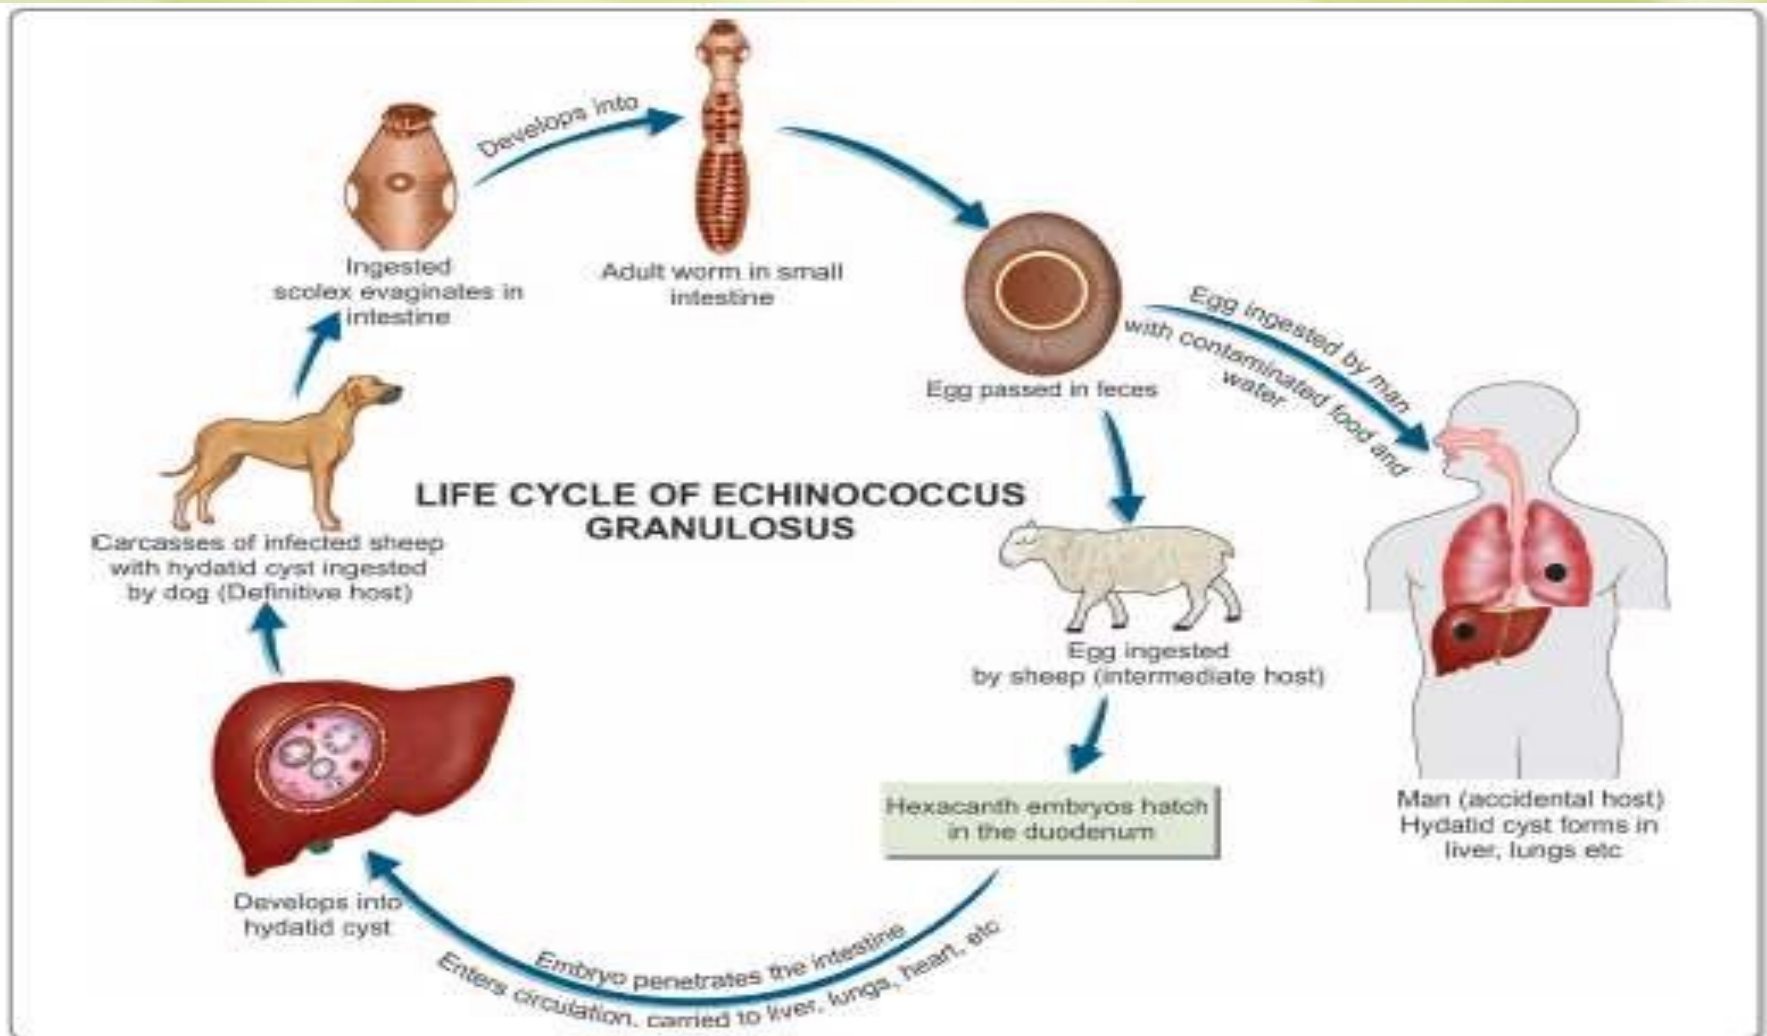 Develops into
Ingested
scolex evaginates in
intestine
Adult worm in small
intestine
Egg passed in feces
Egg ingested by man
with contaminated food and
water
LIFE CYCLE OF ECHINOCOCCUS
GRANULOSUS
Carcasses of infected sheep
with hydatid cyst ingested
by dog (Definitive host)
Egg ingested
by sheep (intermediate host)
Hexacanth embryos hatch
in the duodenum
Man (accidental host)
Hydatid cyst forms in
liver, lungs etc
Develops into
hydatid cyst
Embryo penetrates the intestine
Enters circulation, carried to liver, lungs, heart, etc